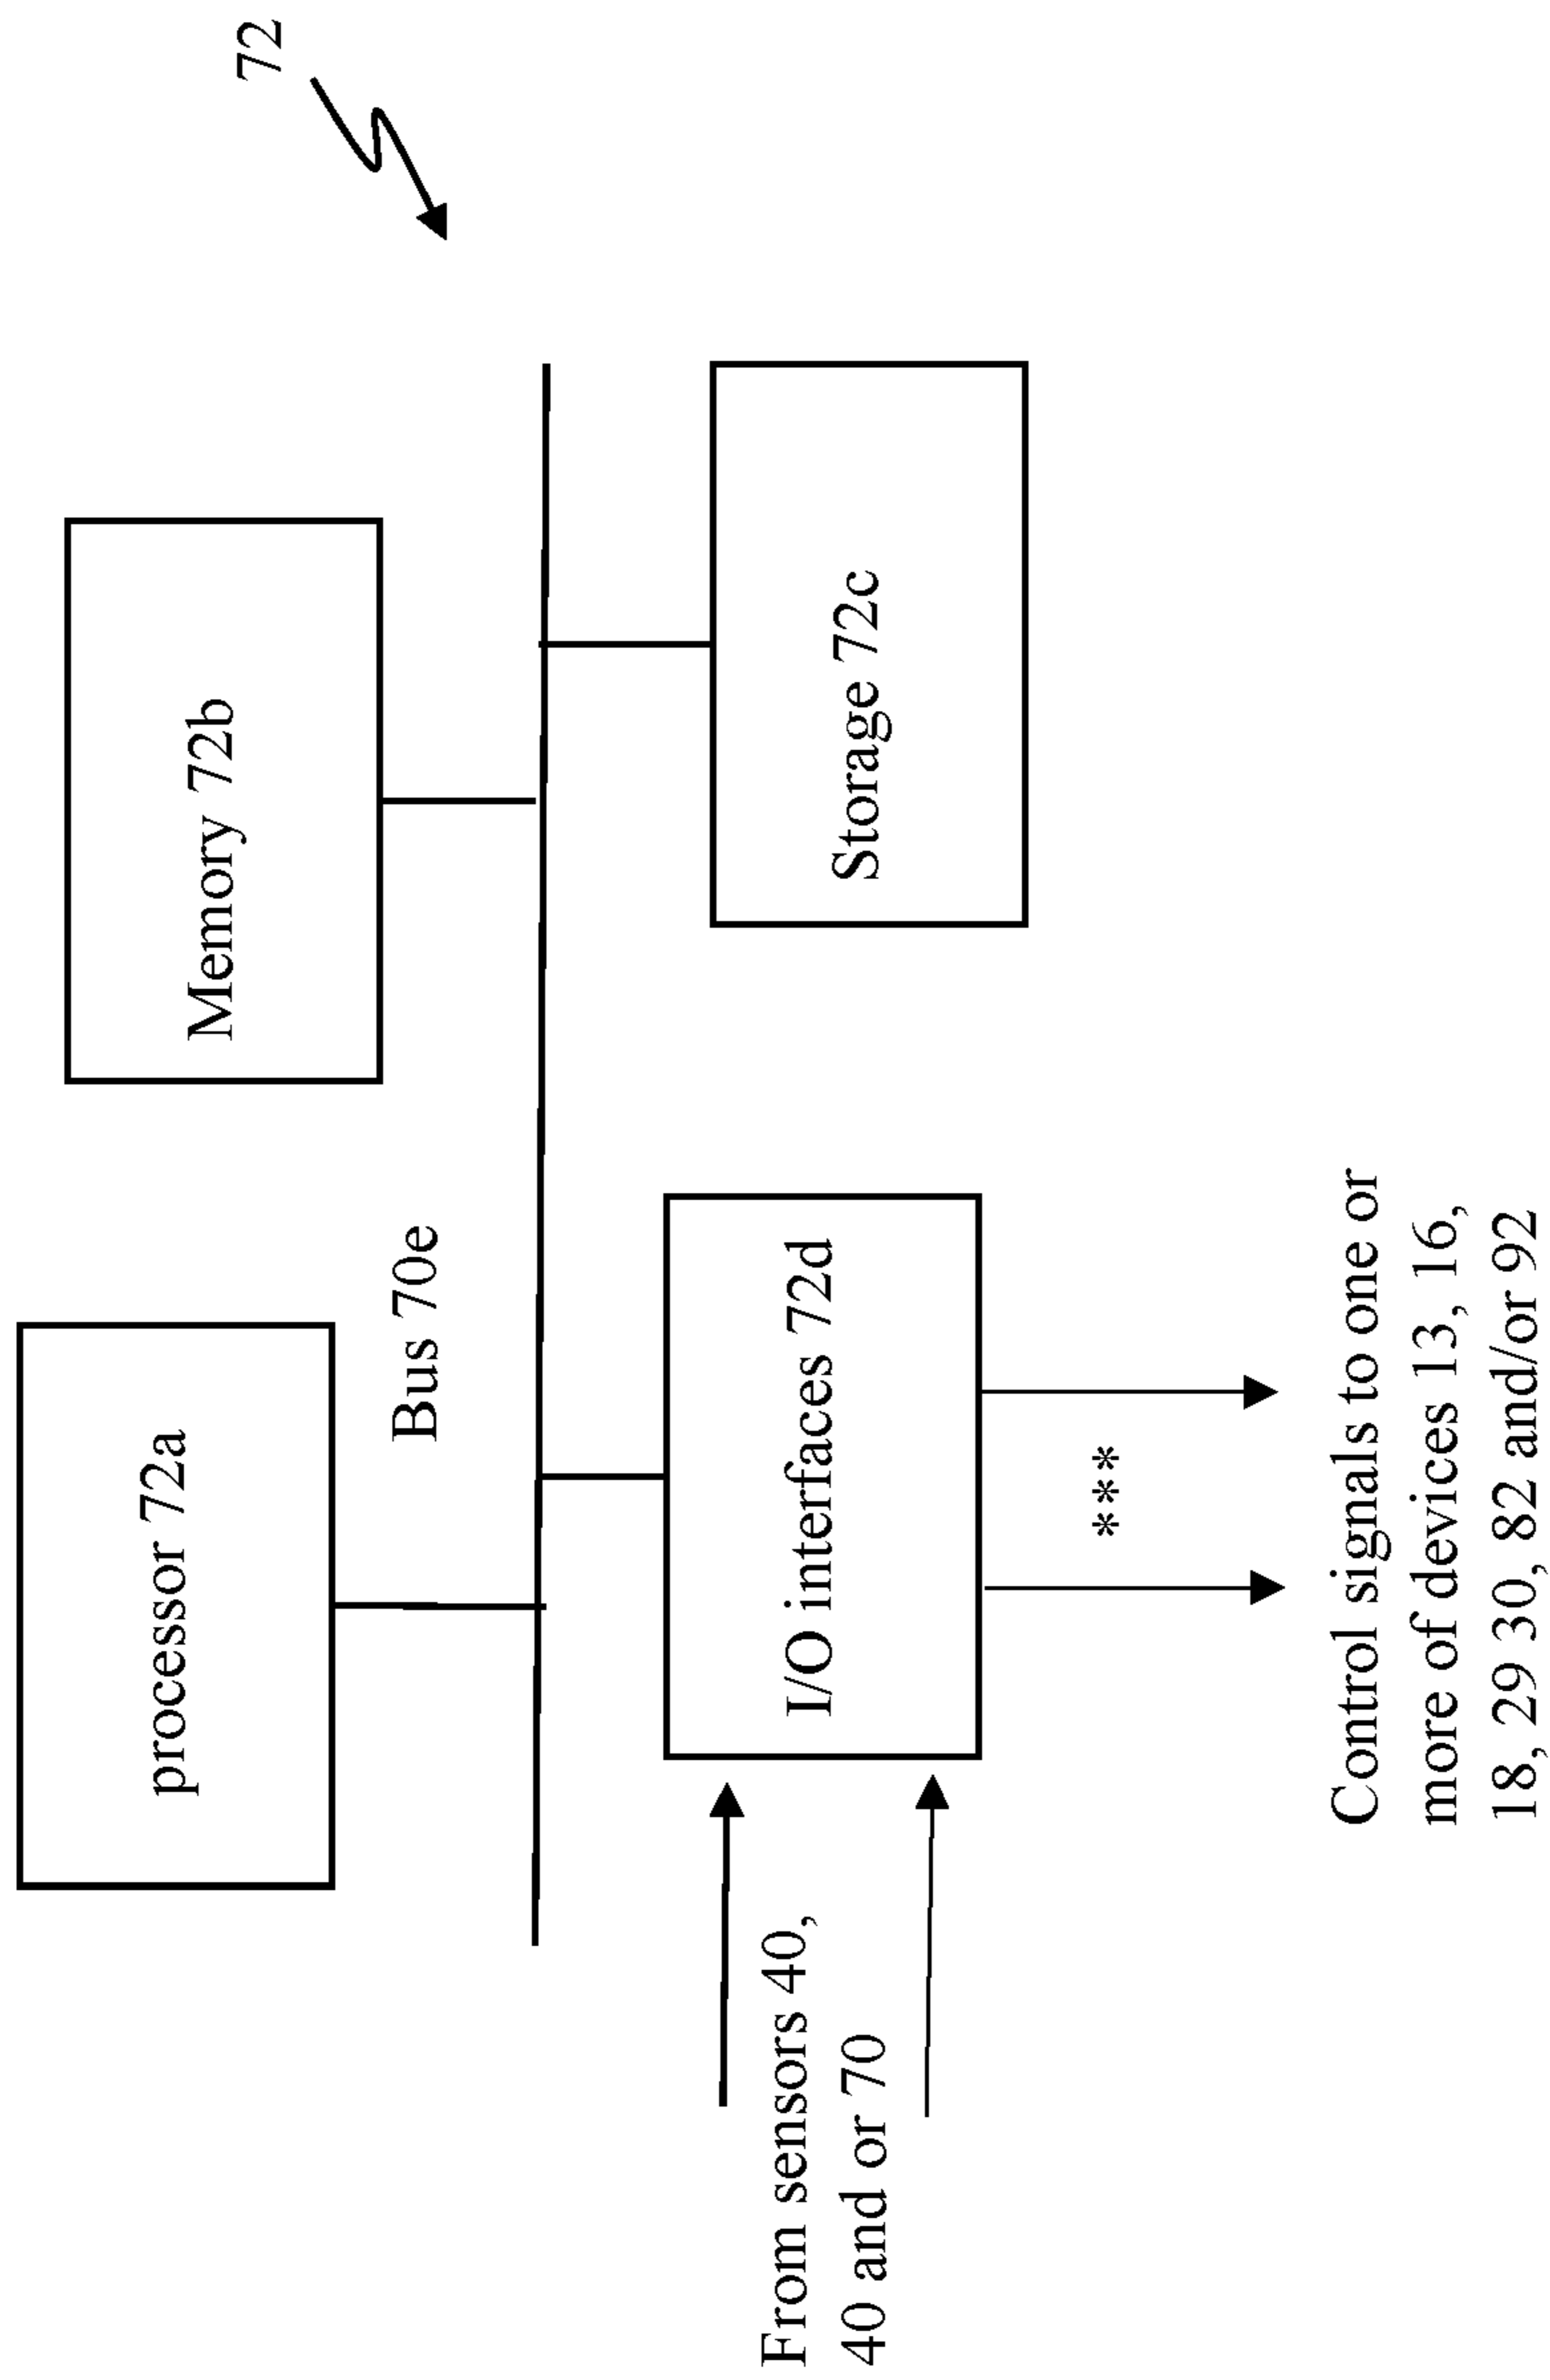 72
processor 72a
Memory 72b
Bus 70e
I/O interfaces 72d
Storage 72c
From sensors 40,
40 and or 70
***
Control signals to one or
more of devices 13, 16,
18, 29 30, 82 and/or 92